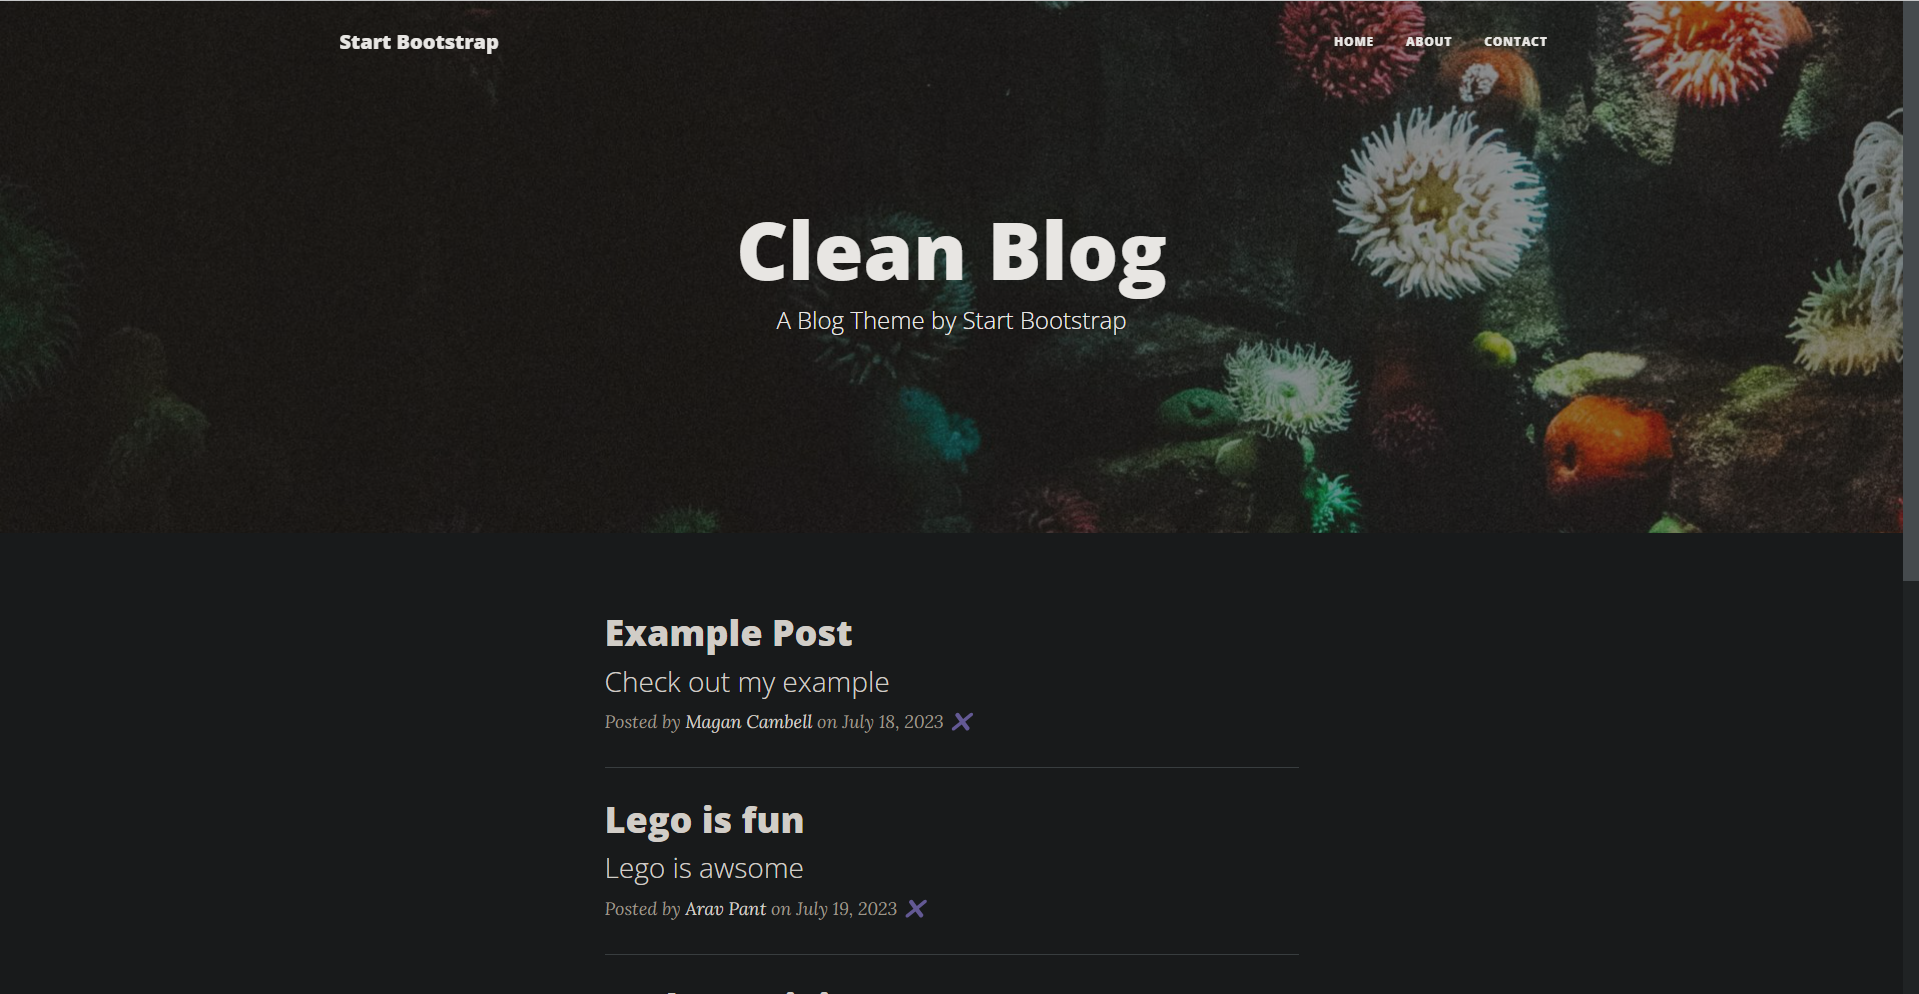 Start Bootstrap
HOME ABOUT CONTACT
Clean Blog
A Blog Theme by Start Bootstrap
Example Post
Check out my example
Posted by Magan Cambell on July 18, 2023
Lego is fun
Lego is awsome
Posted by Arav Pant on July 19, 2023